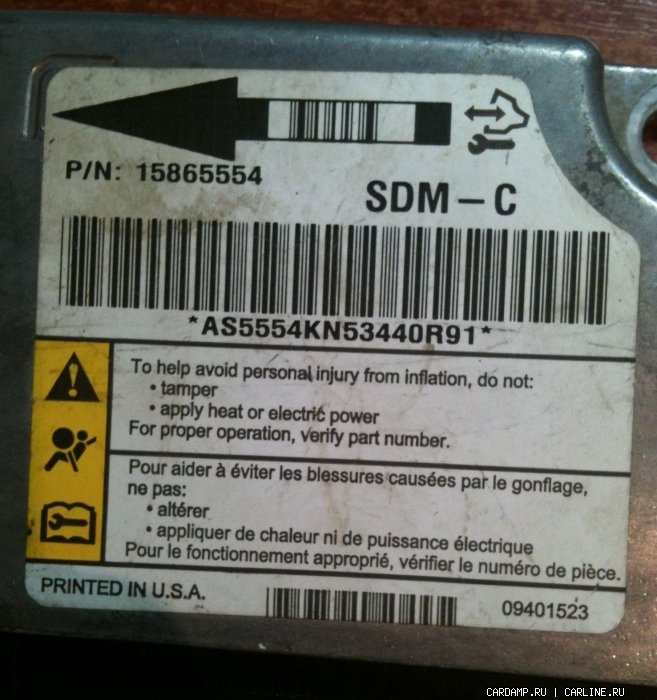 P/N: 15865554
SDM-C
*AS5554KN53440R91*
To help avoid personal injury from inflation, do not:
• tamper
• apply heat or electric power
For proper operation, verify part number.
Pour aider à éviter les blessures causées par le gonflage,
ne pas:
• altérer
• appliquer de chaleur ni de puissance électrique
Pour le fonctionnement approprié, vérifier le numéro de pièce.
PRINTED IN U.S.A.
09401523
CARDAMP.RU | CARLINE.RU